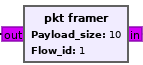 pkt framer
out
Payload_size: 10
in
Flow_id: 1